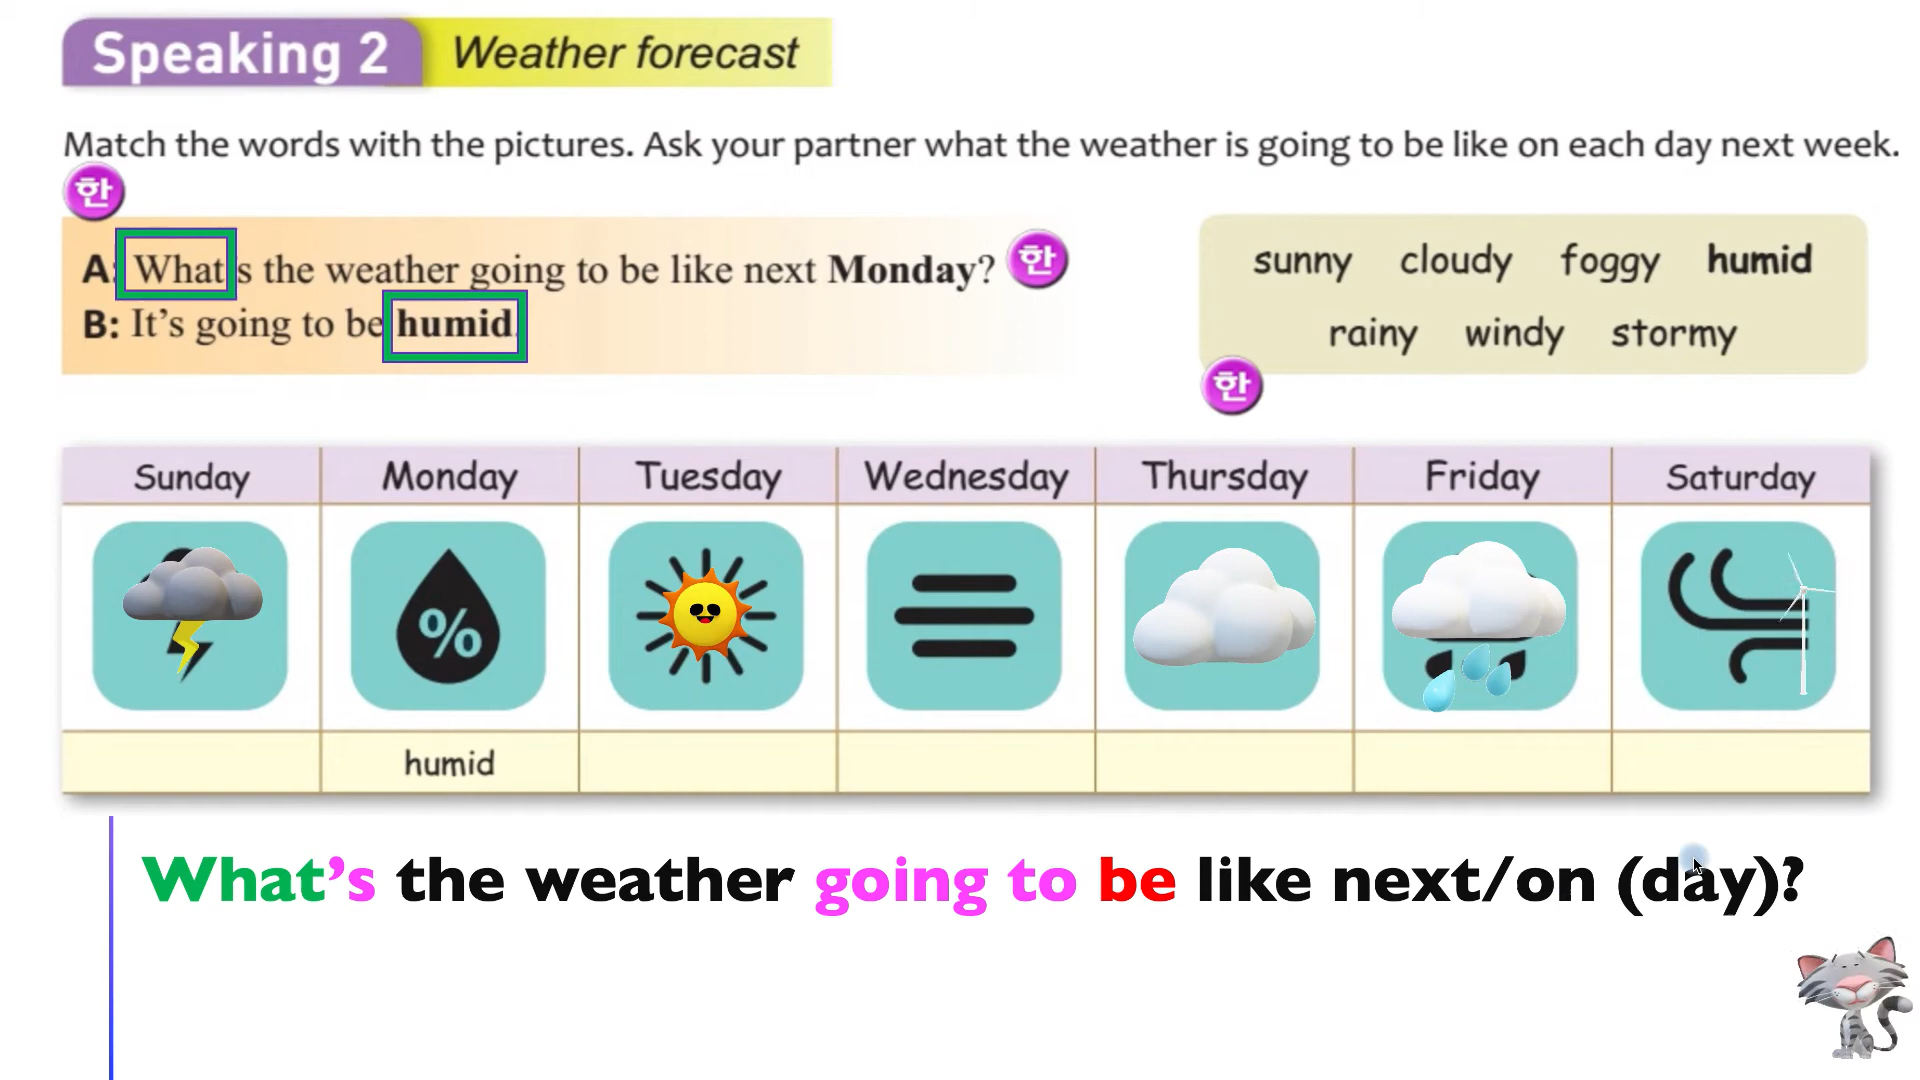 Speaking 2 Weather forecast
Match the words with the pictures. Ask your partner what the weather is going to be like on each day next week.
한
A: What's the weather going to be like next Monday? 한
B: It's going to be humid
sunny cloudy foggy humid
rainy windy stormy
한
Sunday Monday Tuesday Wednesday Thursday Friday Saturday
%
humid
What's the weather going to be like next/on (day)?